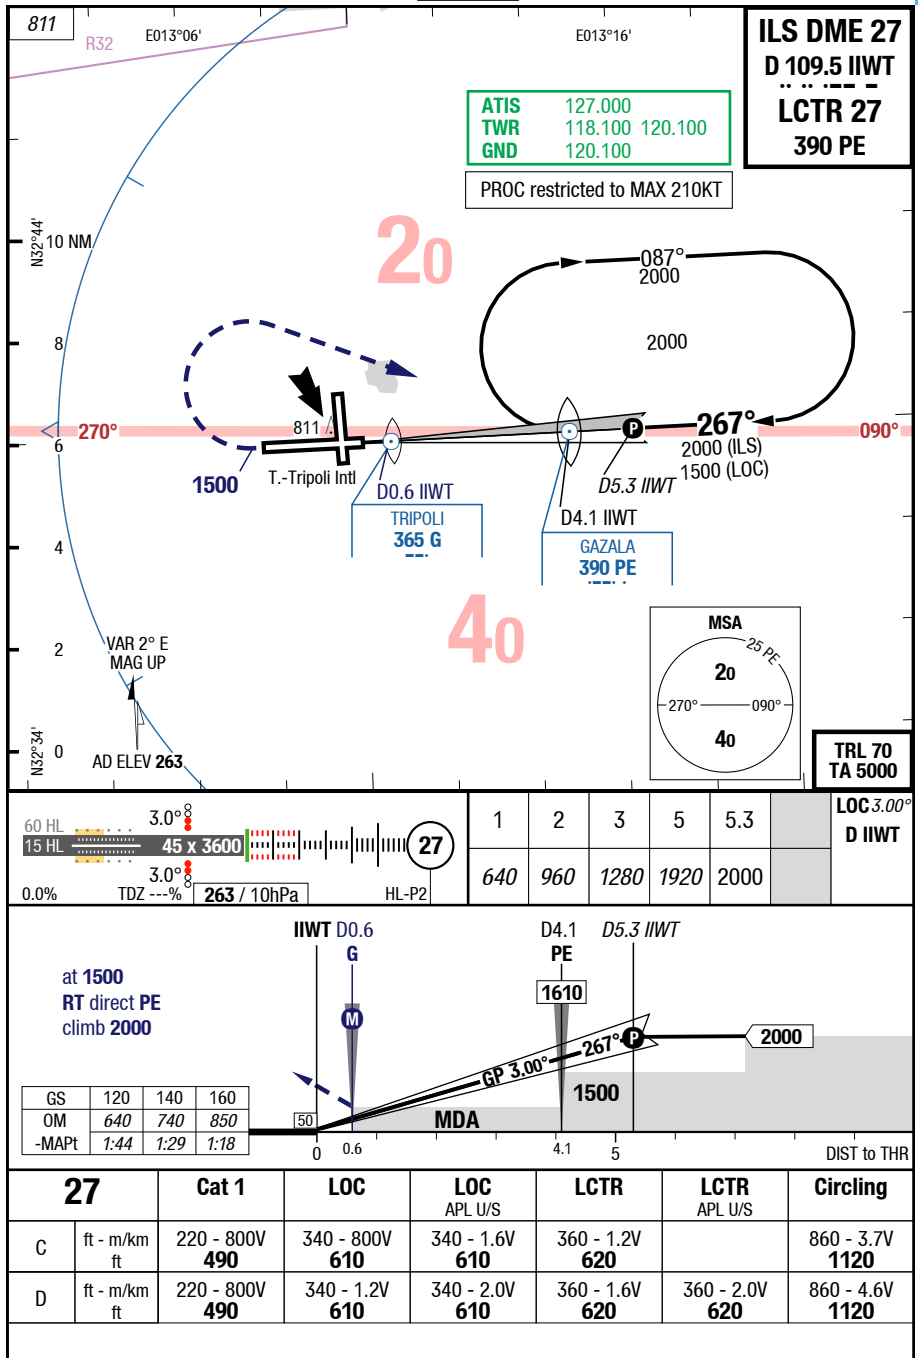 811
R32
E013°06'
E013°16'
ILS DME 27
D 109.5 IIWT
LCTR 27
390 PE
ATIS 127.000
TWR 118.100 120.100
GND 120.100
PROC restricted to MAX 210KT
N32°44'
10 NM
20
087°
2000
2000
8
811
270°
6
267°
090°
2000 (ILS)
1500 (LOC)
P
1500
T.-Tripoli Intl
D0.6 IIWT
D5.3 IIWT
D4.1 IIWT
TRIPOLI
365 G
GAZALA
390 PE
4
40
2
VAR 2° E
MAG UP
MSA
25 PE
20
270° 090°
40
N32°34'
0
AD ELEV 263
TRL 70
TA 5000
60 HL
15 HL
3.0°
45 x 3600
3.0°
27
0.0%
TDZ ---%
263 / 10hPa
HL-P2
1 2 3 5 5.3 LOC 3.00°
D IIWT
640 960 1280 1920 2000
IIWT D0.6 D4.1 D5.3 IIWT
G PE
at 1500
RT direct PE
climb 2000
1610
M
P
2000
GP 3.00° 267°
1500
MDA
50
GS 120 140 160
OM 640 740 850
-MAPt 1:44 1:29 1:18
0 0.6 4.1 5 DIST to THR
27 Cat 1 LOC LOC LCTR LCTR Circling
APL U/S APL U/S
C ft - m/km 220 - 800V 340 - 800V 340 - 1.6V 360 - 1.2V 860 - 3.7V
ft 490 610 610 620 1120
D ft - m/km 220 - 800V 340 - 1.2V 340 - 2.0V 360 - 1.6V 360 - 2.0V 860 - 4.6V
ft 490 610 610 620 620 1120